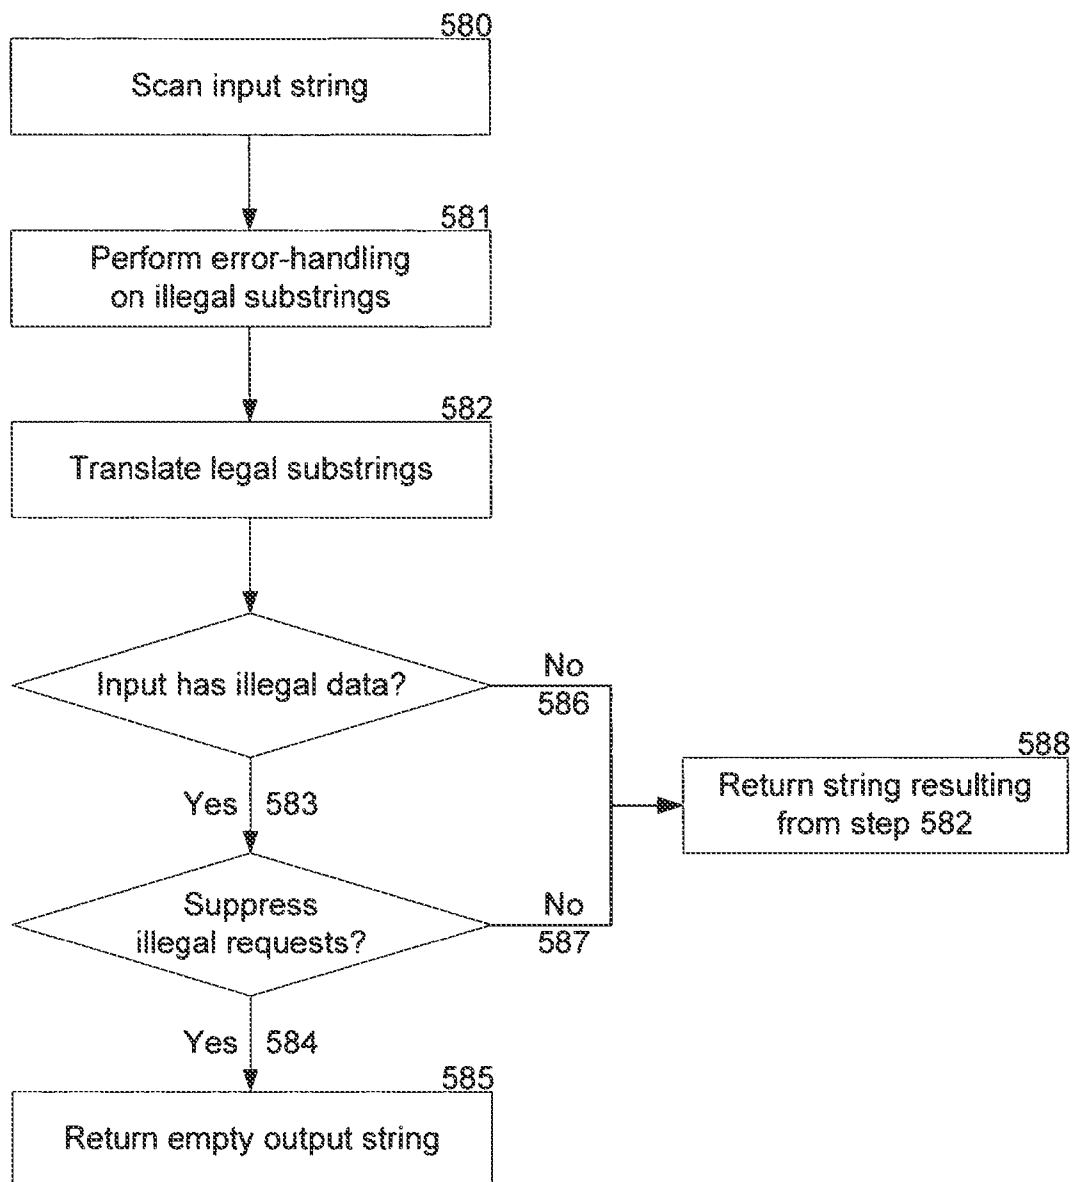 580
Scan input string
581
Perform error-handling
on illegal substrings
582
Translate legal substrings
Input has illegal data?
No
586
588
Return string resulting
from step 582
Yes 583
Suppress
illegal requests?
No
587
Yes 584
585
Return empty output string